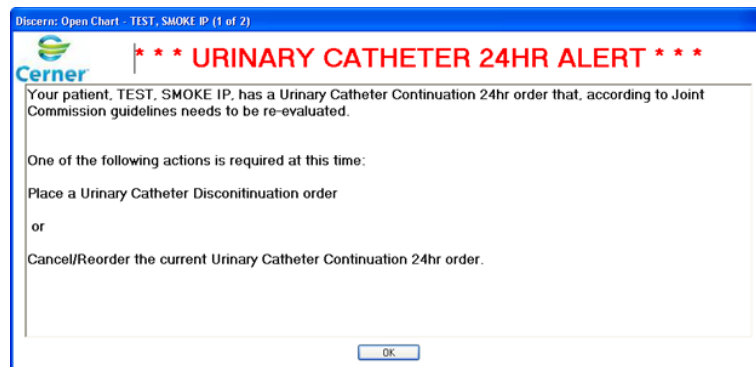 Discern: Open Chart - TEST, SMOKE IP (1 of 2)
Cerner
* * * URINARY CATHETER 24HR ALERT * * *
Your patient, TEST, SMOKE IP, has a Urinary Catheter Continuation 24hr order that, according to Joint
Commission guidelines needs to be re-evaluated.
One of the following actions is required at this time:
Place a Urinary Catheter Disconitinuation order
or
Cancel/Reorder the current Urinary Catheter Continuation 24hr order.
OK